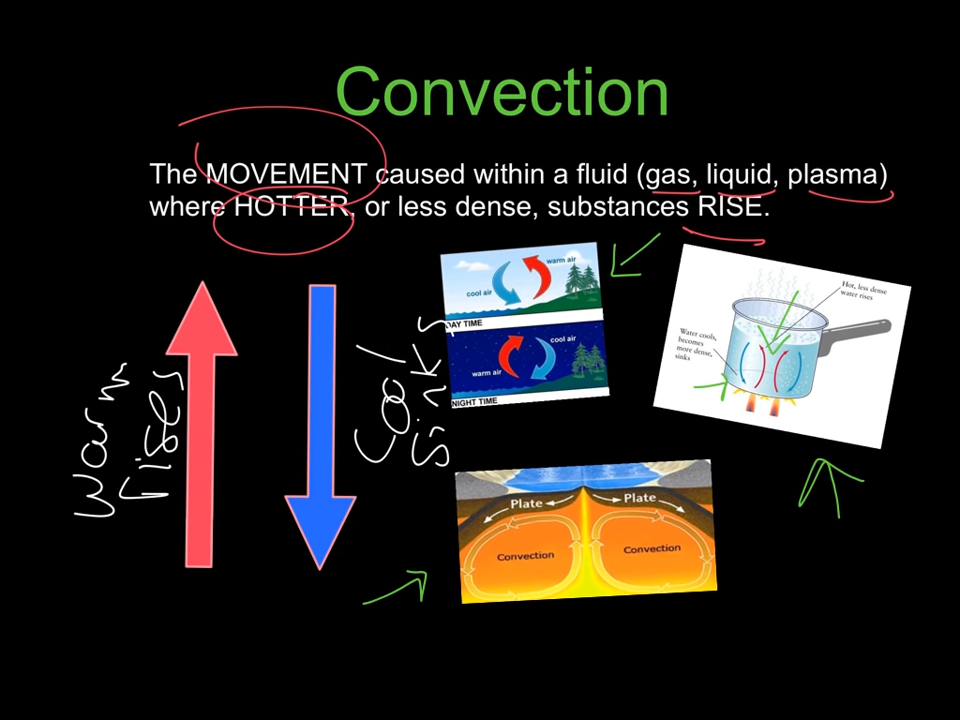 Convection
The MOVEMENT caused within a fluid (gas, liquid, plasma)
where HOTTER, or less dense, substances RISE.
warm air
cool air
DAY TIME
cool air
warm air
NIGHT TIME
Hot, less dense
water rises
Water cools,
becomes
more dense,
sinks
warm
rises
Cool
Sinks
Plate
Plate
Convection
Convection